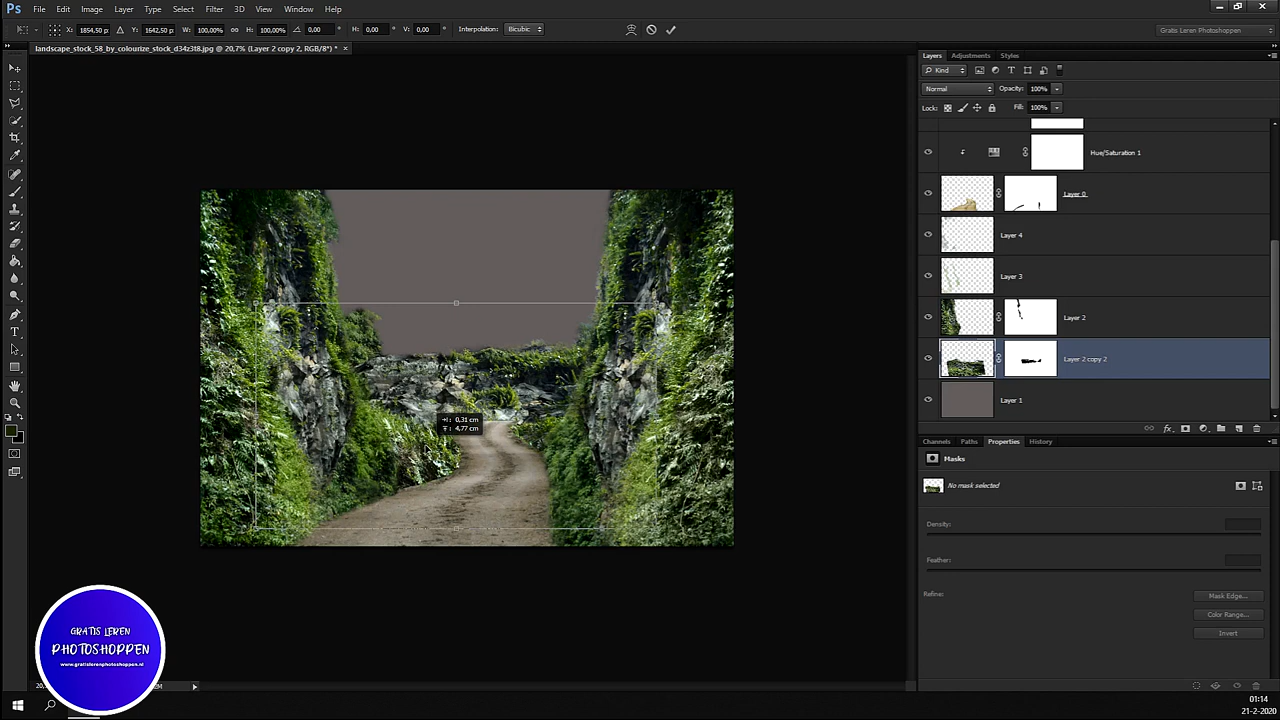 Ps File Edit Image Layer Type Select Filter 3D View Window Help
X: 1854,50 p Y: 1642,50 p W: 100,00% H: 100,00% 0,00 ° H: 0,00 ° V: 0,00 ° Interpolation: Bicubic Gratis Leren Photoshoppen
landscape_stock_58_by_colourize_stock_d34z3t8.jpg @ 20,7% (Layer 2 copy 2, RGB/8*) * ×
Layers Adjustments Styles
Kind
Normal Opacity: 100%
Lock: Fill: 100%
Hue/Saturation 1
Layer 0
Layer 4
Layer 3
Layer 2
Layer 2 copy 2
Layer 1
fx
H: 0,31 cm
4,77 cm
Channels Paths Properties History
Masks
No mask selected
Density:
Feather:
Refine: Mask Edge...
Color Range...
Invert
GRATIS LEREN
PHOTOSHOPPEN
www.gratislerenphotoshoppen.nl
01:14
21-2-2020